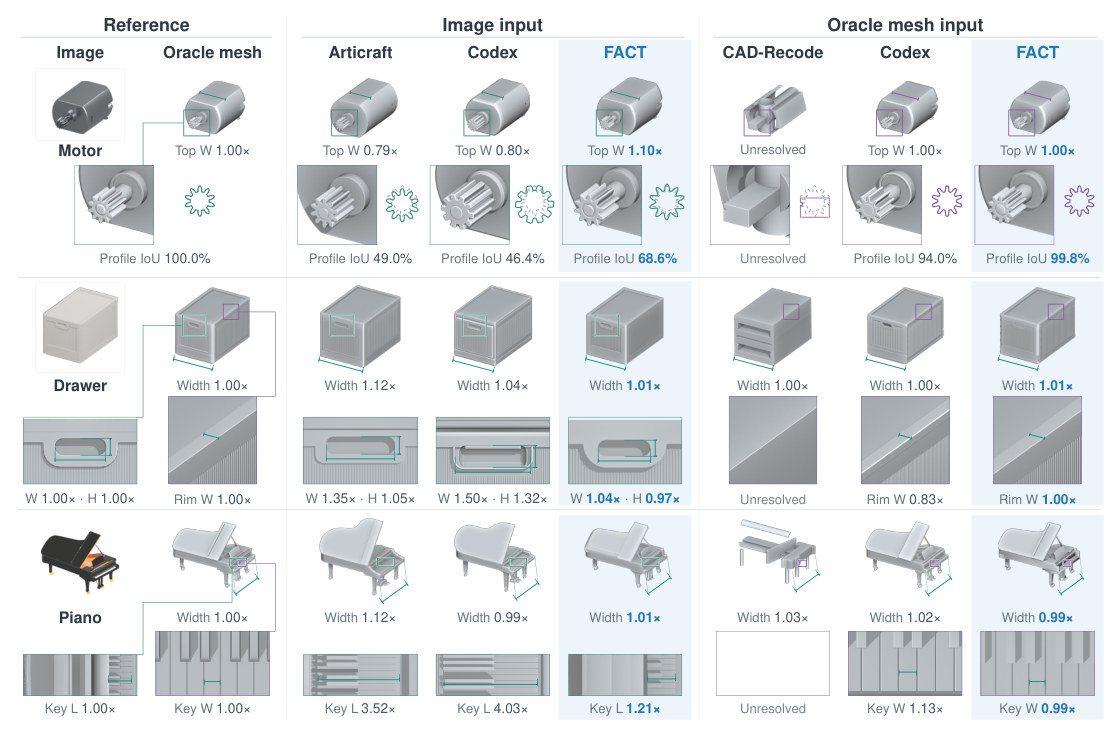 Reference Image input Oracle mesh input
Image Oracle mesh Articraft Codex FACT CAD-Recode Codex FACT
Motor Top W 1.00× Top W 0.79× Top W 0.80× Top W 1.10× Unresolved Top W 1.00× Top W 1.00×
Profile IoU 100.0% Profile IoU 49.0% Profile IoU 46.4% Profile IoU 68.6% Unresolved Profile IoU 94.0% Profile IoU 99.8%
Drawer Width 1.00× Width 1.12× Width 1.04× Width 1.01× Width 1.00× Width 1.00× Width 1.01×
W 1.00× · H 1.00× Rim W 1.00× W 1.35× · H 1.05× W 1.50× · H 1.32× W 1.04× · H 0.97× Unresolved Rim W 0.83× Rim W 1.00×
Piano Width 1.00× Width 1.12× Width 0.99× Width 1.01× Width 1.03× Width 1.02× Width 0.99×
Key L 1.00× Key W 1.00× Key L 3.52× Key L 4.03× Key L 1.21× Unresolved Key W 1.13× Key W 0.99×